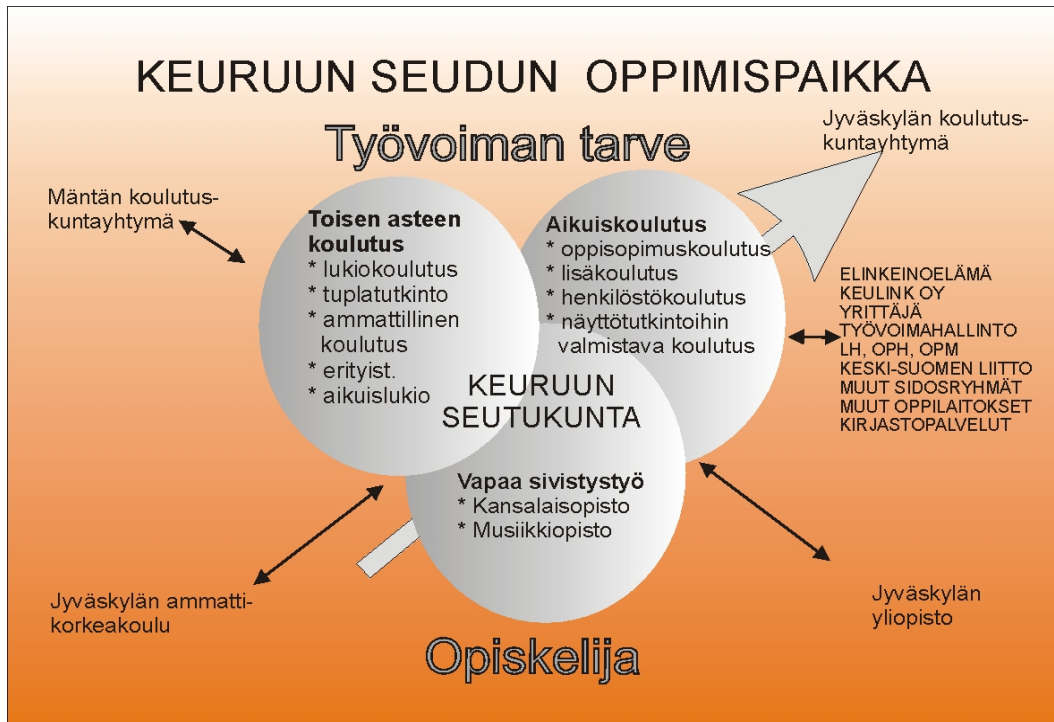 KEURUUN SEUDUN OPPIMISPAIKKA
Työvoiman tarve
Jyväskylän koulutus-
kuntayhtymä
Mäntän koulutus-
kuntayhtymä
Toisen asteen
koulutus
* lukiokoulutus
* tuplatutkinto
* ammattillinen
koulutus
* erityist.
* aikuislukio
Aikuiskoulutus
* oppisopimuskoulutus
* lisäkoulutus
* henkilöstökoulutus
* näyttötutkintoihin
valmistava koulutus
ELINKEINOELÄMÄ
KEULINK OY
YRITTÄJÄ
TYÖVOIMAHALLINTO
LH, OPH, OPM
KESKI-SUOMEN LIITTO
MUUT SIDOSRYHMÄT
MUUT OPPILAITOKSET
KIRJASTOPALVELUT
KEURUUN
SEUTUKUNTA
Vapaa sivistystyö
* Kansalaisopisto
* Musiikkiopisto
Jyväskylän ammatti-
korkeakoulu
Jyväskylän
yliopisto
Opiskelija